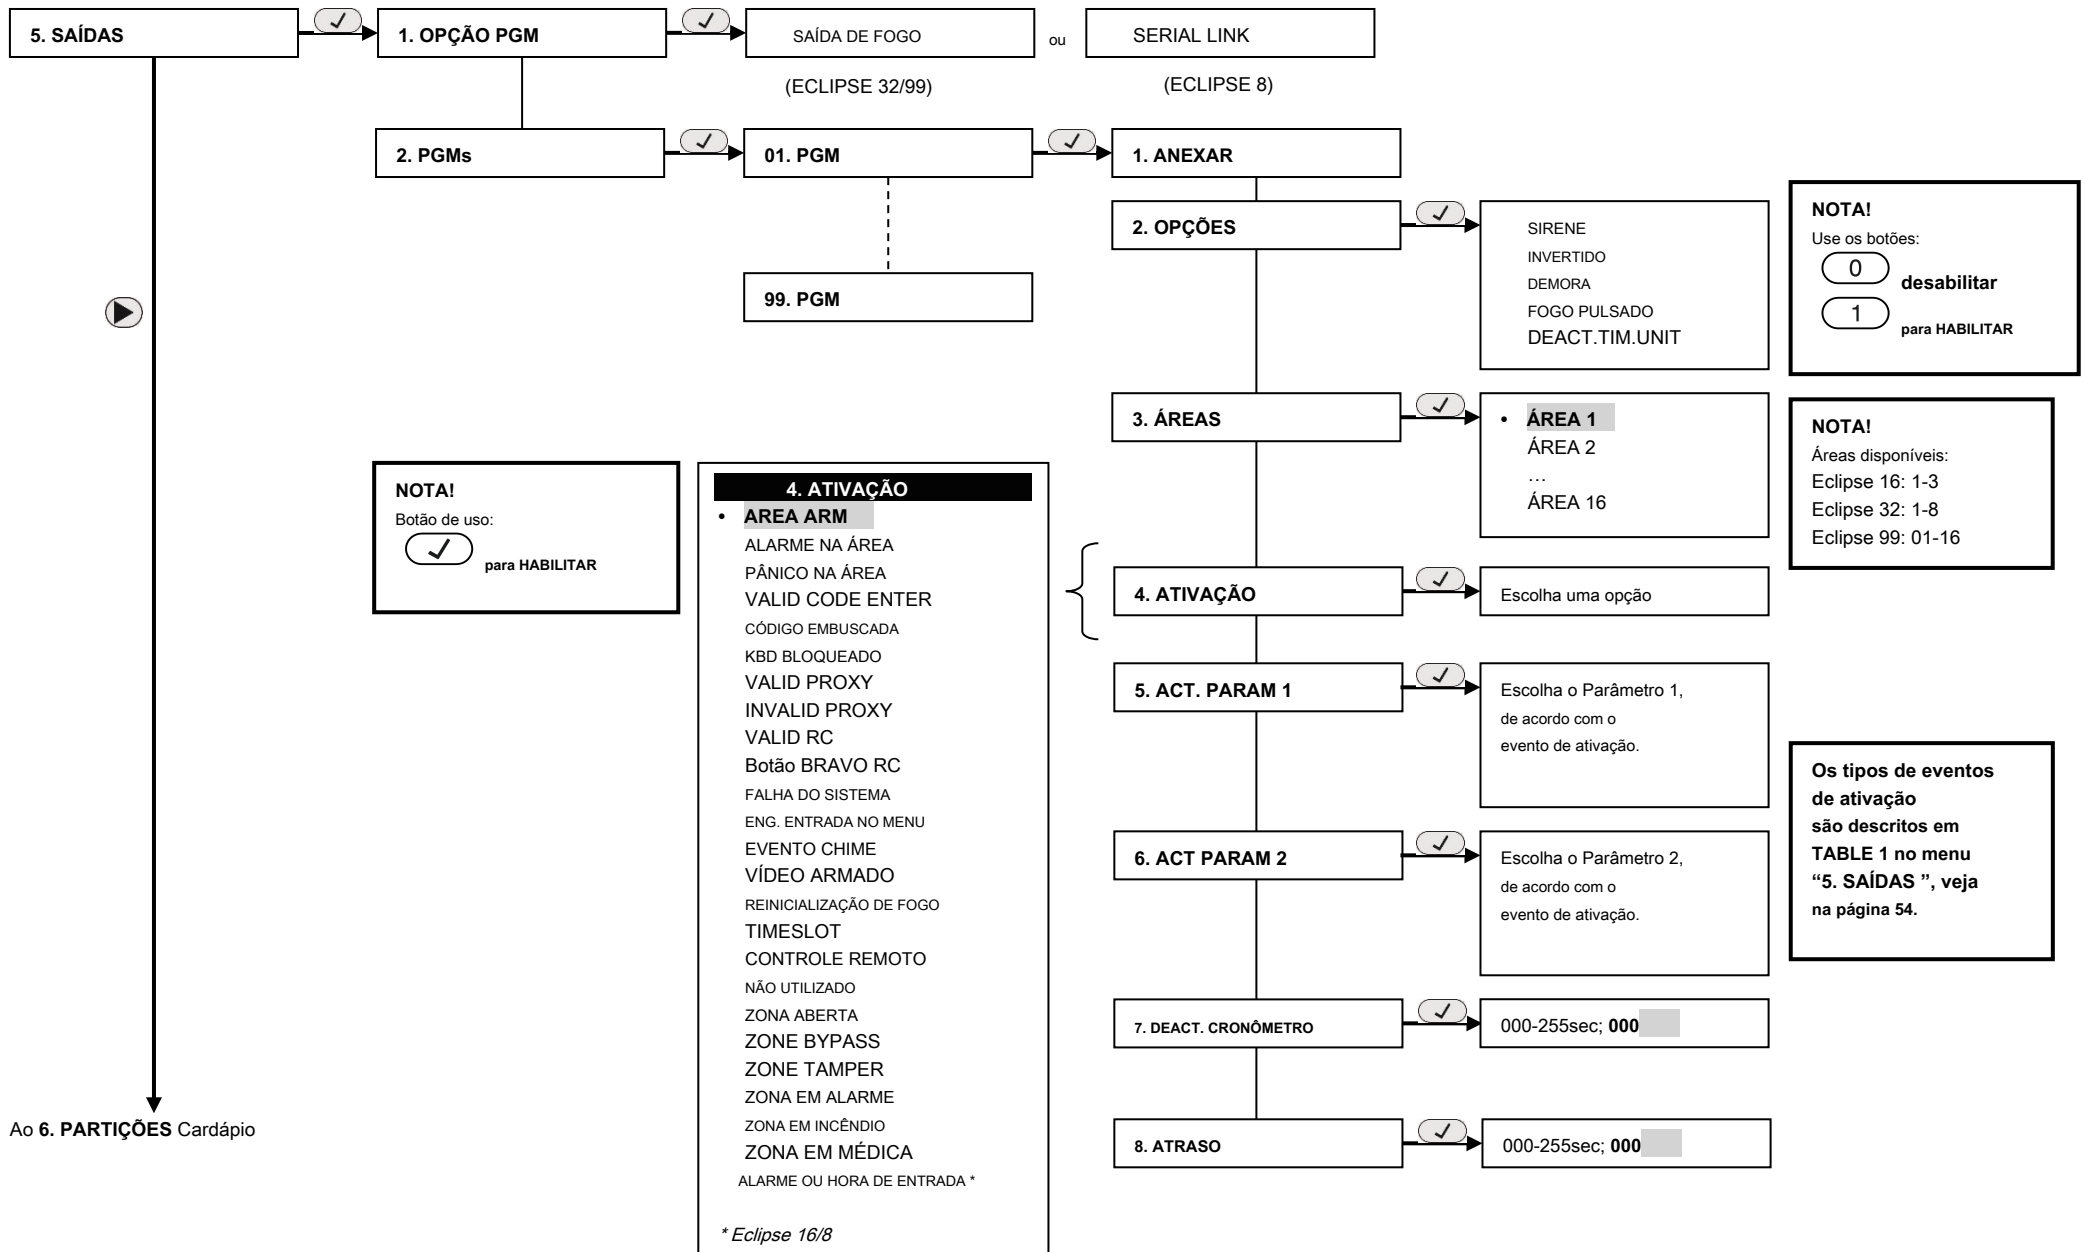 5. SAÍDAS
1. OPÇÃO PGM
SAÍDA DE FOGO
ou
SERIAL LINK
(ECLIPSE 32/99)
(ECLIPSE 8)
2. PGMs
01. PGM
1. ANEXAR
99. PGM
2. OPÇÕES
SIRENE
INVERTIDO
DEMORA
FOGO PULSADO
DEACT.TIM.UNIT
NOTA!
Use os botões:
0 desabilitar
1 para HABILITAR
3. ÁREAS
• ÁREA 1
ÁREA 2
…
ÁREA 16
NOTA!
Áreas disponíveis:
Eclipse 16: 1-3
Eclipse 32: 1-8
Eclipse 99: 01-16
NOTA!
Botão de uso:
para HABILITAR
4. ATIVAÇÃO
• AREA ARM
ALARME NA ÁREA
PÂNICO NA ÁREA
VALID CODE ENTER
CÓDIGO EMBUSCADA
KBD BLOQUEADO
VALID PROXY
INVALID PROXY
VALID RC
Botão BRAVO RC
FALHA DO SISTEMA
ENG. ENTRADA NO MENU
EVENTO CHIME
VÍDEO ARMADO
REINICIALIZAÇÃO DE FOGO
TIMESLOT
CONTROLE REMOTO
NÃO UTILIZADO
ZONA ABERTA
ZONE BYPASS
ZONE TAMPER
ZONA EM ALARME
ZONA EM INCÊNDIO
ZONA EM MÉDICA
ALARME OU HORA DE ENTRADA *
* Eclipse 16/8
4. ATIVAÇÃO
Escolha uma opção
5. ACT. PARAM 1
Escolha o Parâmetro 1,
de acordo com o
evento de ativação.
6. ACT PARAM 2
Escolha o Parâmetro 2,
de acordo com o
evento de ativação.
Os tipos de eventos
de ativação
são descritos em
TABLE 1 no menu
“5. SAÍDAS ”, veja
na página 54.
7. DEACT. CRONÔMETRO
000-255sec; 000
8. ATRASO
000-255sec; 000
Ao 6. PARTIÇÕES Cardápio